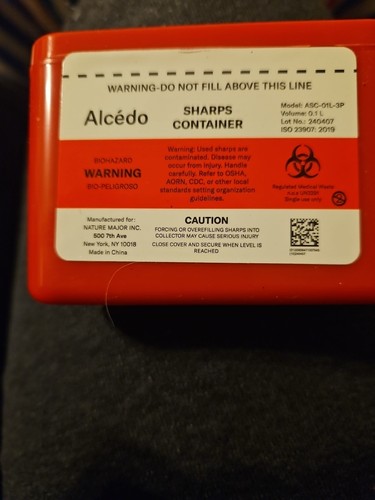 WARNING-DO NOT FILL ABOVE THIS LINE
Alcédo
SHARPS
CONTAINER
Model: ASC-01L-3P
Volume: 0.1 L
Lot No.: 240407
ISO 23907: 2019
BIOHAZARD
WARNING
BIO-PELIGROSO
Warning: Used sharps are
contaminated. Disease may
occur from injury. Handle
carefully. Refer to OSHA,
AORN, CDC, or other local
standards setting organization
guidelines.
Regulated Medical Waste
Single use only
Manufactured for:
NATURE MAJOR INC.
500 7th Ave
New York, NY 10018
Made in China
CAUTION
FORCING OR OVERFILLING SHARPS INTO
COLLECTOR MAY CAUSE SERIOUS INJURY
CLOSE COVER AND SECURE WHEN LEVEL IS
REACHED